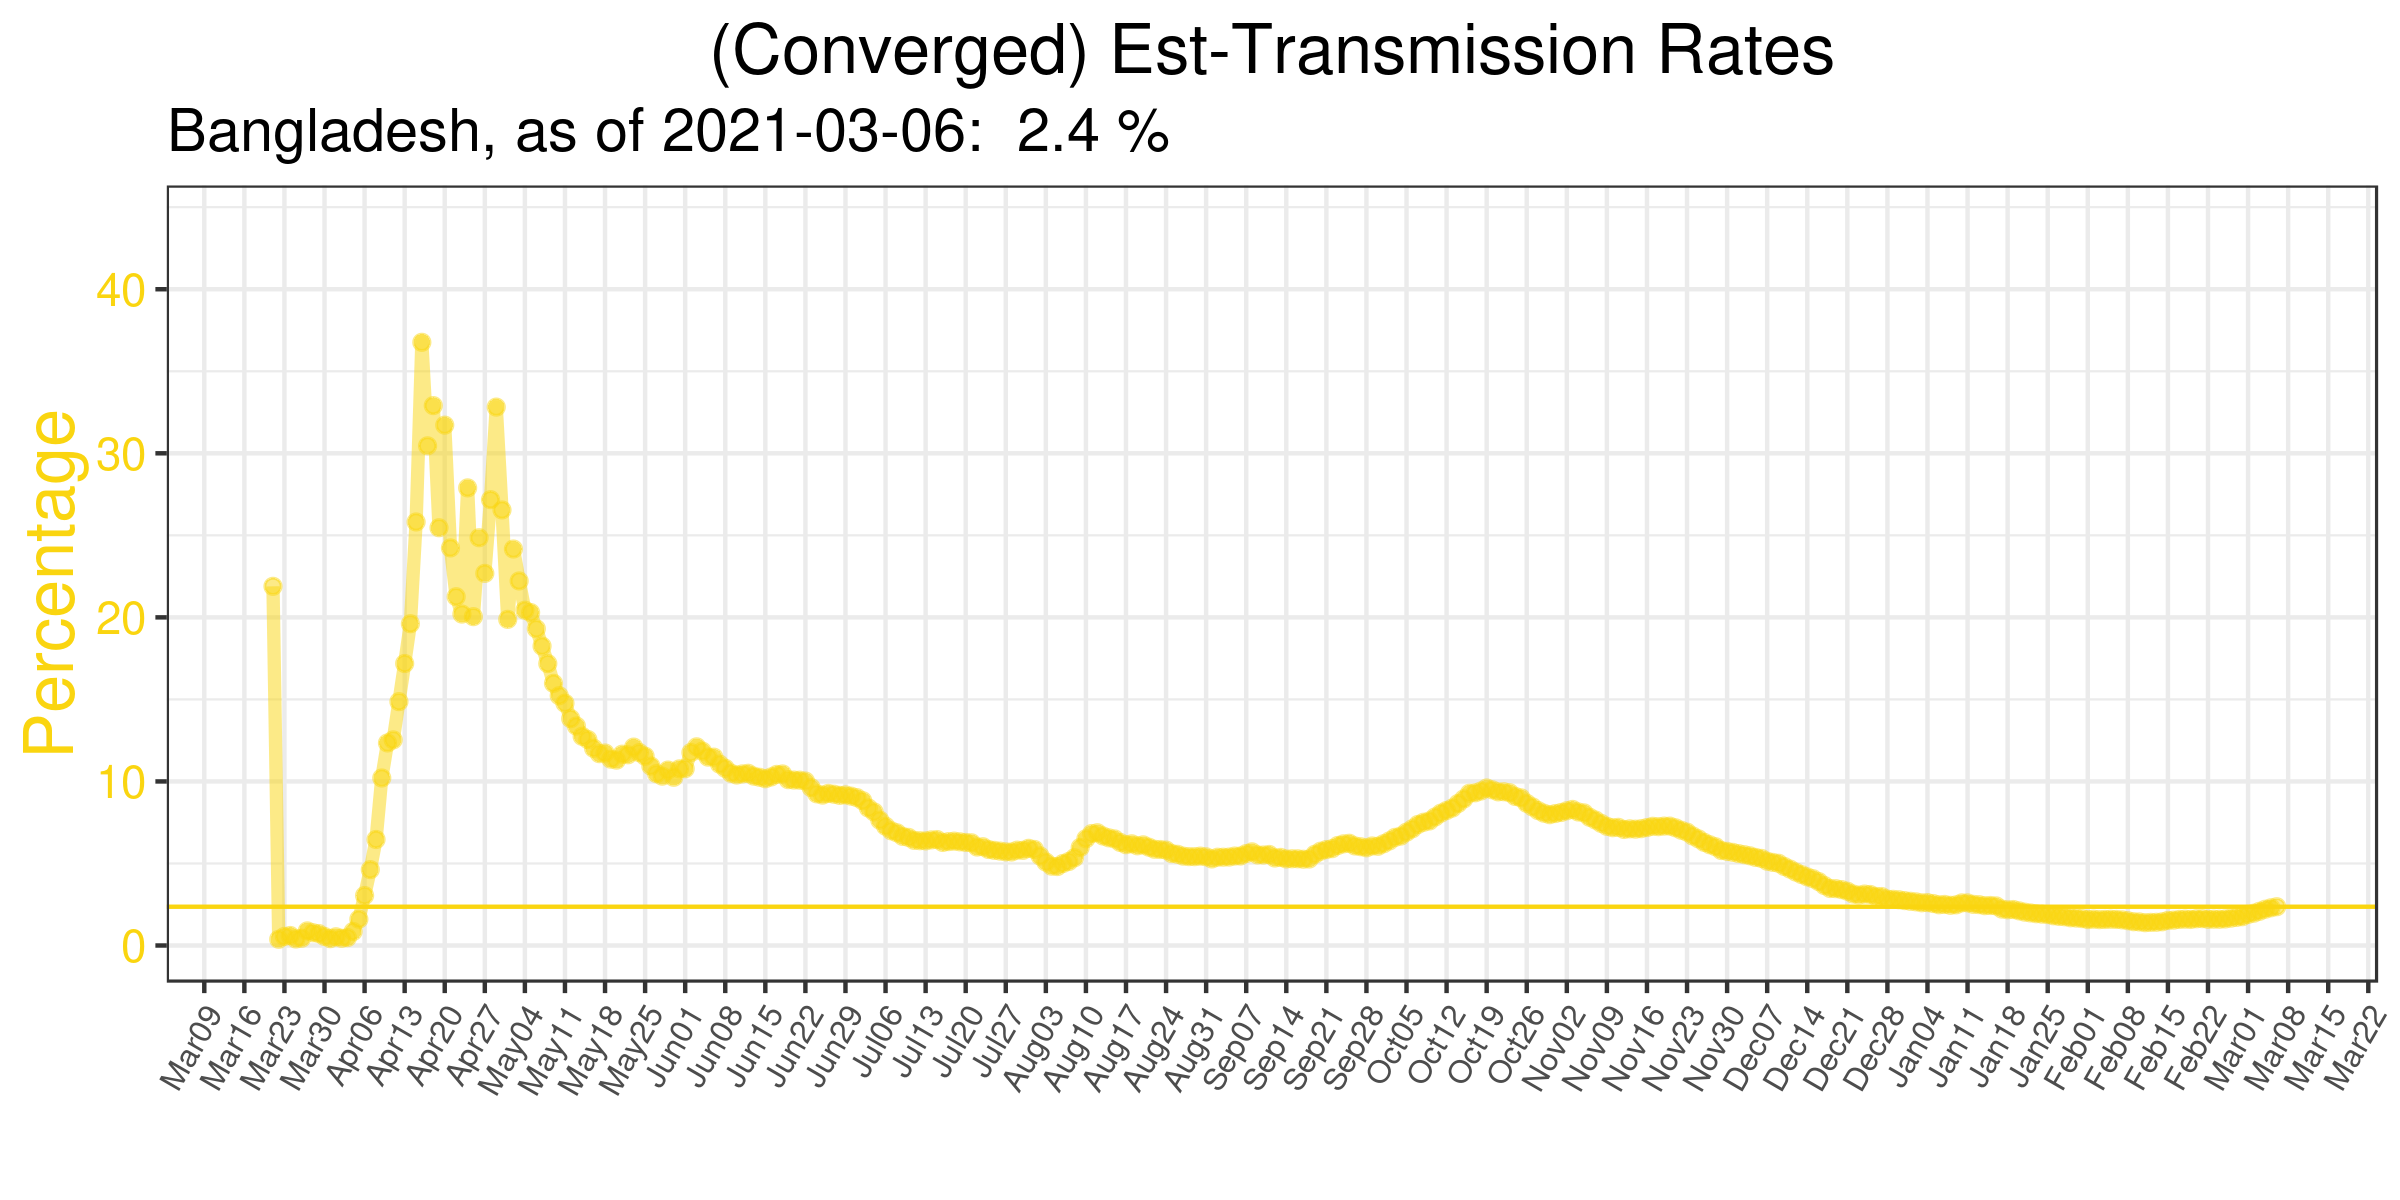 (Converged) Est-Transmission Rates
Bangladesh, as of 2021-03-06:  2.4 %
Percentage
40
30
20
10
0
Mar09
Mar16
Mar23
Mar30
Apr06
Apr13
Apr20
Apr27
May04
May11
May18
May25
Jun01
Jun08
Jun15
Jun22
Jun29
Jul06
Jul13
Jul20
Jul27
Aug03
Aug10
Aug17
Aug24
Aug31
Sep07
Sep14
Sep21
Sep28
Oct05
Oct12
Oct19
Oct26
Nov02
Nov09
Nov16
Nov23
Nov30
Dec07
Dec14
Dec21
Dec28
Jan04
Jan11
Jan18
Jan25
Feb01
Feb08
Feb15
Feb22
Mar01
Mar08
Mar15
Mar22